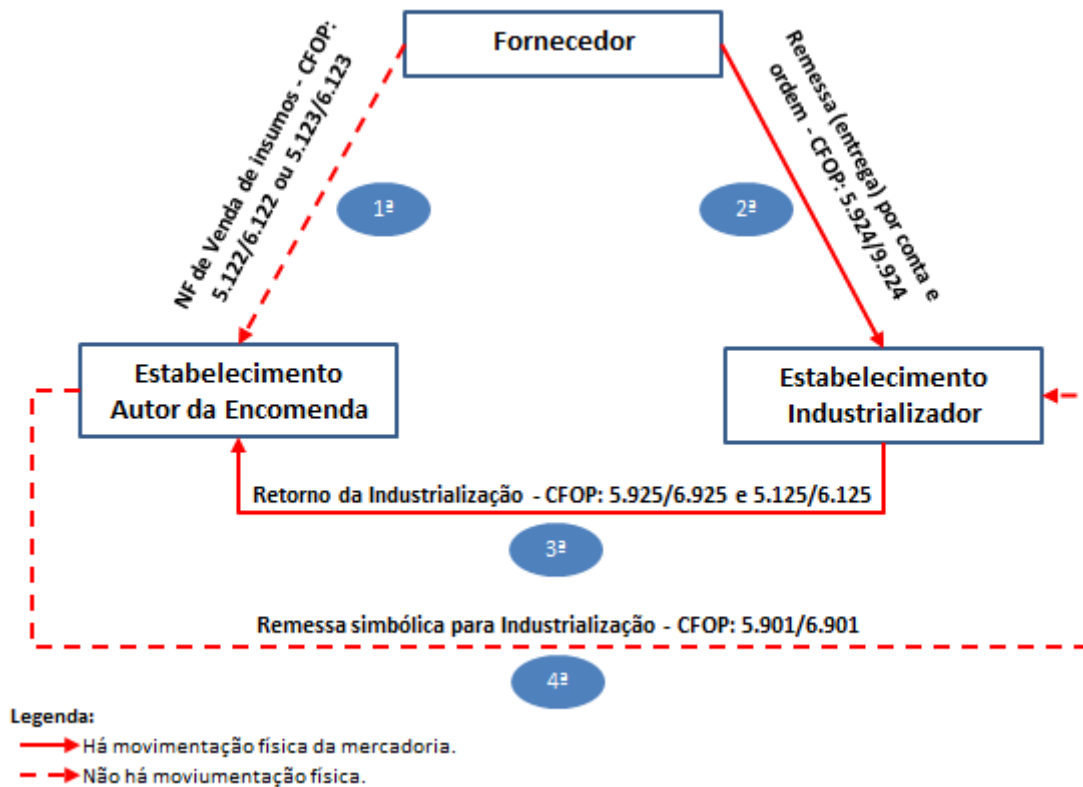 Fornecedor
NF de Venda de insumos - CFOP:
5.122/6.122 ou 5.123/6.123
Remessa (entrega) por conta e
ordem - CFOP: 5.924/9.924
1ª
2ª
Estabelecimento
Autor da Encomenda
Estabelecimento
Industrializador
Retorno da Industrialização - CFOP: 5.925/6.925 e 5.125/6.125
3ª
Remessa simbólica para Industrialização - CFOP: 5.901/6.901
4ª
Legenda:
Há movimentação física da mercadoria.
Não há moviumentação física.